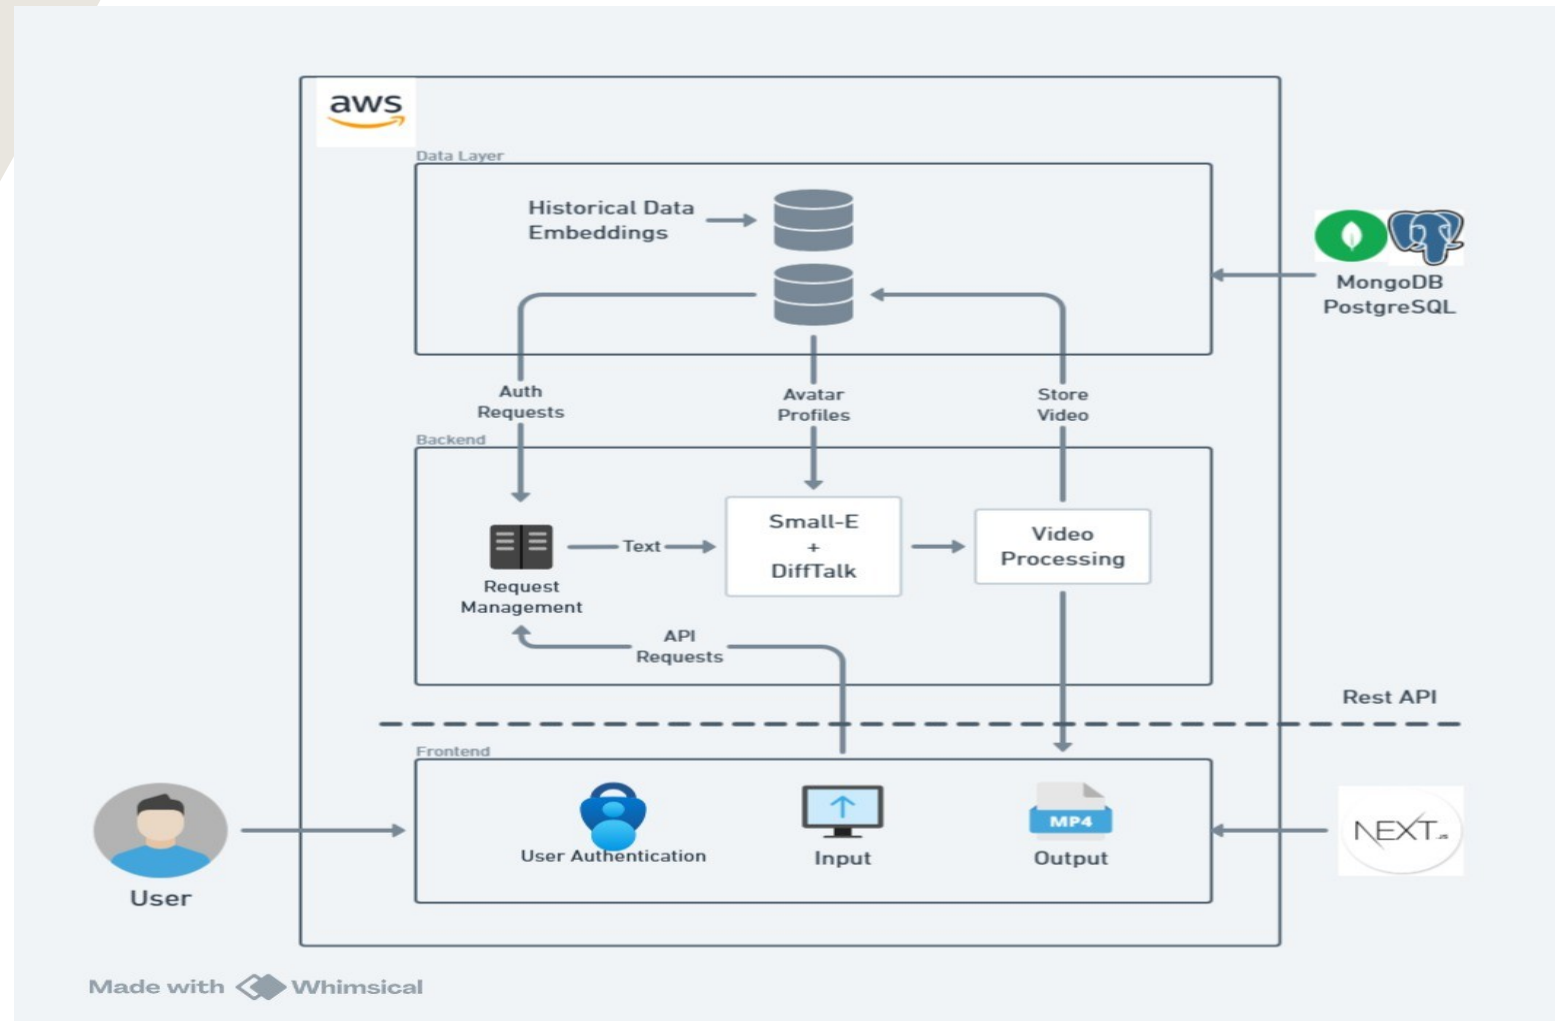 aws
Data Layer
Historical Data
Embeddings
MongoDB
PostgreSQL
Auth
Requests
Avatar
Profiles
Store
Video
Backend
Small-E
+
DiffTalk
Video
Processing
Text
Request
Management
API
Requests
Rest API
Frontend
MP4
NEXT.JS
User Authentication
Input
Output
User
Made with Whimsical